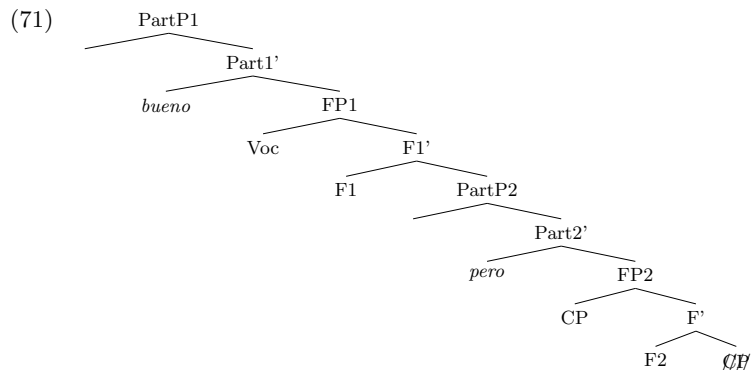 (71) PartP1
Part1’
bueno FP1
Voc F1’
F1 PartP2
Part2’
pero FP2
CP F’
F2 CP